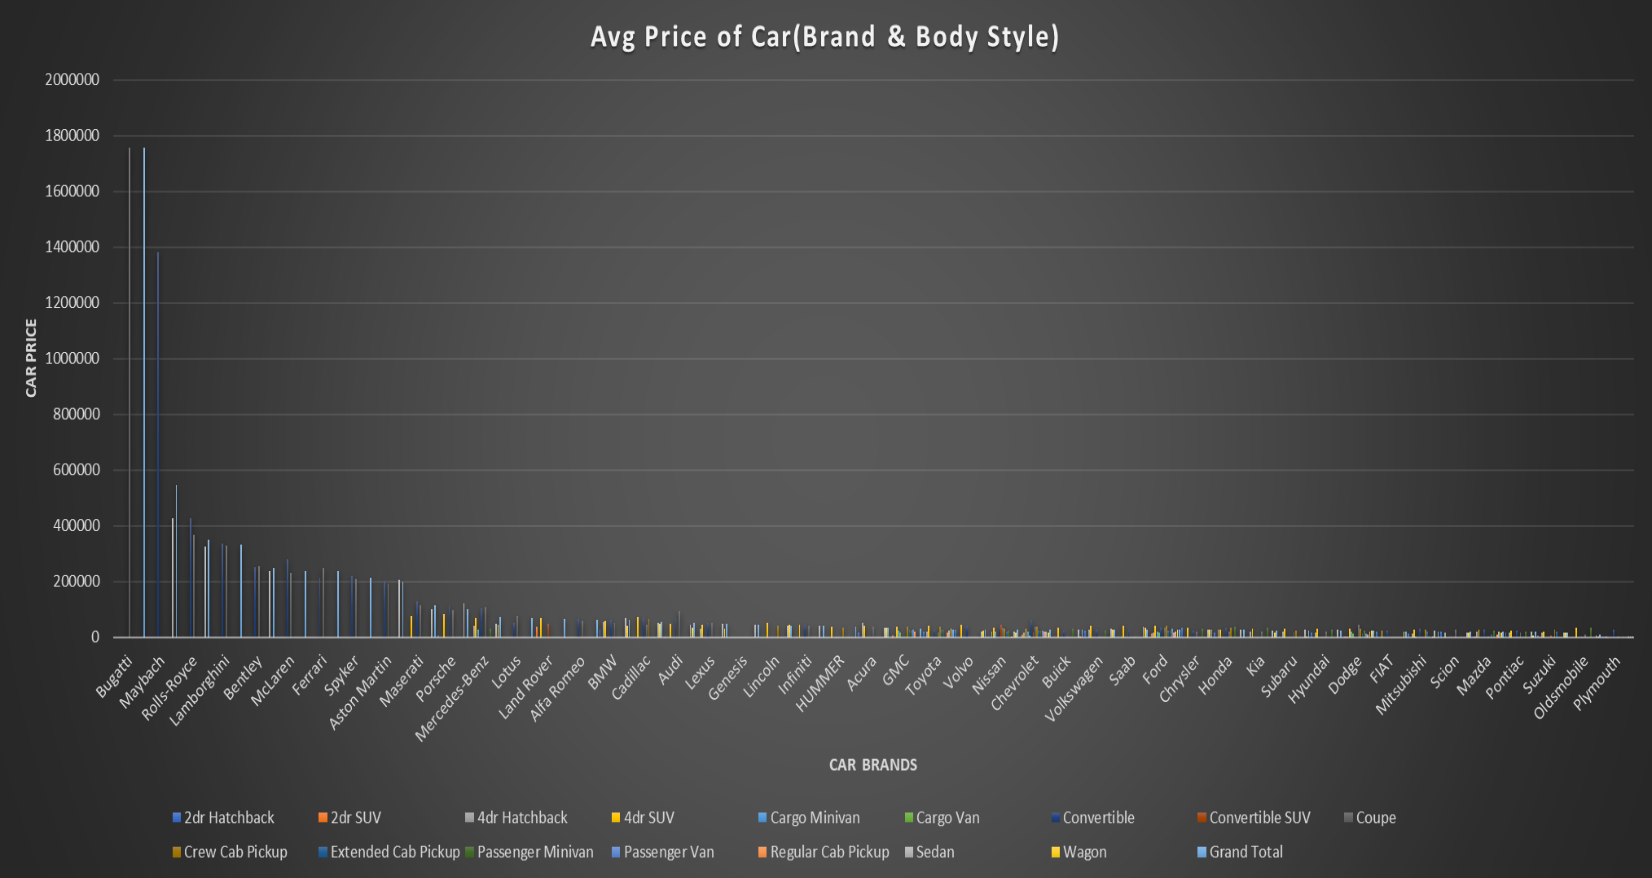 Avg Price of Car(Brand & Body Style)
2000000
1800000
1600000
1400000
1200000
1000000
800000
600000
400000
200000
0
CAR PRICE
Bugatti
Maybach
Rolls-Royce
Lamborghini
Bentley
McLaren
Ferrari
Spyker
Aston Martin
Maserati
Porsche
Mercedes-Benz
Lotus
Land Rover
Alfa Romeo
BMW
Cadillac
Audi
Lexus
Genesis
Lincoln
Infiniti
HUMMER
Acura
GMC
Toyota
Volvo
Nissan
Chevrolet
Buick
Volkswagen
Saab
Ford
Chrysler
Honda
Kia
Subaru
Hyundai
Dodge
FIAT
Mitsubishi
Scion
Mazda
Pontiac
Suzuki
Oldsmobile
Plymouth
CAR BRANDS
2dr Hatchback 2dr SUV 4dr Hatchback 4dr SUV Cargo Minivan Cargo Van Convertible Convertible SUV Coupe
Crew Cab Pickup Extended Cab Pickup Passenger Minivan Passenger Van Regular Cab Pickup Sedan Wagon Grand Total